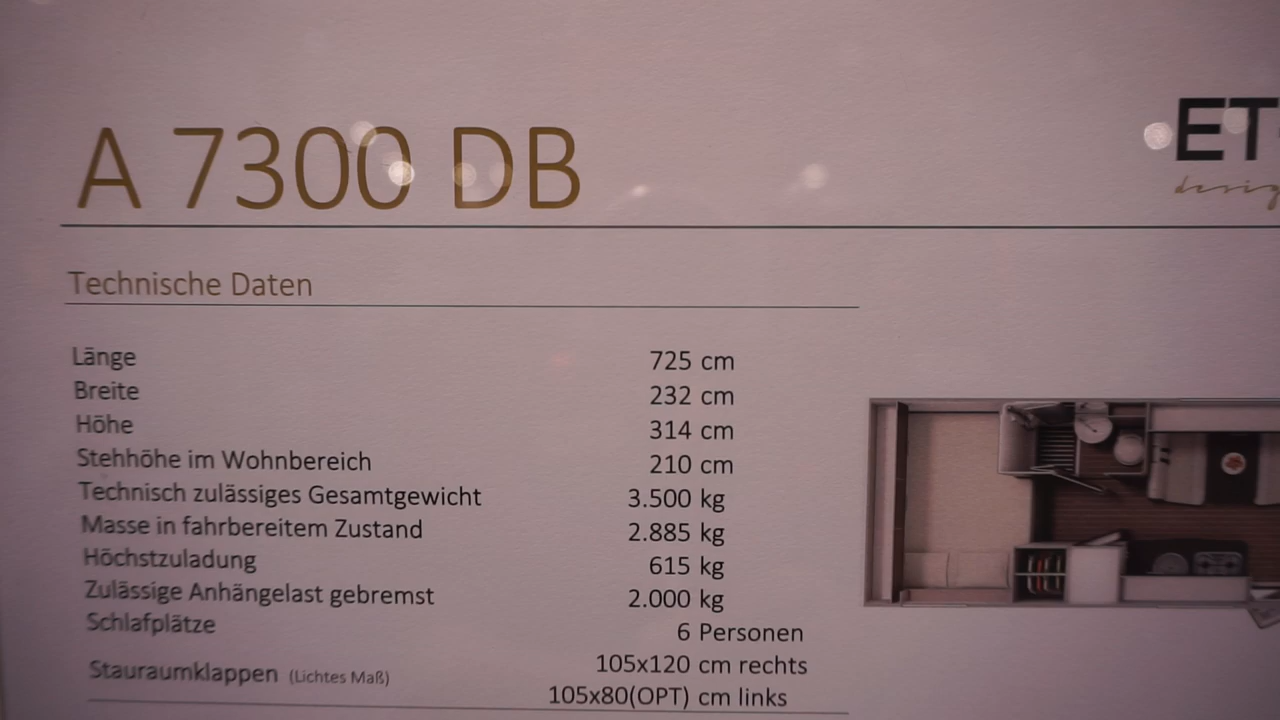 A 7300 DB
ET
desig
Technische Daten
Länge 725 cm
Breite 232 cm
Höhe 314 cm
Stehhöhe im Wohnbereich 210 cm
Technisch zulässiges Gesamtgewicht 3.500 kg
Masse in fahrbereitem Zustand 2.885 kg
Höchstzuladung 615 kg
Zulässige Anhängelast gebremst 2.000 kg
Schlafplätze 6 Personen
Stauraumklappen (Lichtes Maß) 105x120 cm rechts
105x80(OPT) cm links